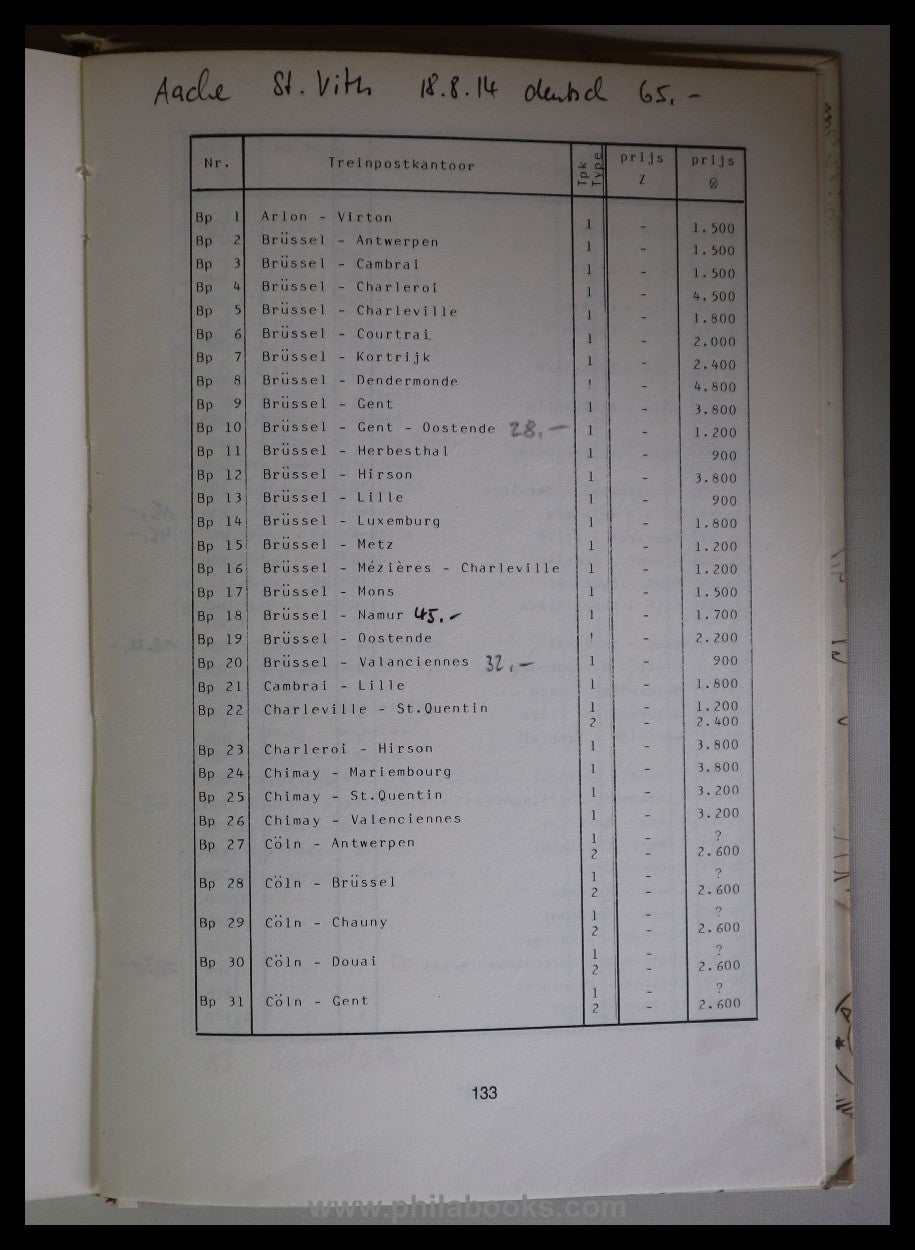 Aache St. Vith 18.8.14 deutsch 65,-
Nr. Treinpostkantoor Tpk Type prijs Z prijs Ø
Bp 1 Arlon - Virton 1 - 1.500
Bp 2 Brüssel - Antwerpen 1 - 1.500
Bp 3 Brüssel - Cambrai 1 - 1.500
Bp 4 Brüssel - Charleroi 1 - 4.500
Bp 5 Brüssel - Charleville 1 - 1.800
Bp 6 Brüssel - Courtrai 1 - 2.000
Bp 7 Brüssel - Kortrijk 1 - 2.400
Bp 8 Brüssel - Dendermonde ! - 4.800
Bp 9 Brüssel - Gent 1 - 3.800
Bp 10 Brüssel - Gent - Oostende 28,- 1 - 1.200
Bp 11 Brüssel - Herbesthal 1 - 900
Bp 12 Brüssel - Hirson 1 - 3.800
Bp 13 Brüssel - Lille 1 - 900
Bp 14 Brüssel - Luxemburg 1 - 1.800
Bp 15 Brüssel - Metz 1 - 1.200
Bp 16 Brüssel - Mézières - Charleville 1 - 1.200
Bp 17 Brüssel - Mons 1 - 1.500
Bp 18 Brüssel - Namur 45,- 1 - 1.700
Bp 19 Brüssel - Oostende ! - 2.200
Bp 20 Brüssel - Valanciennes 32,- 1 - 900
Bp 21 Cambrai - Lille 1 - 1.800
Bp 22 Charleville - St.Quentin 1 - 1.200
2 - 2.400
Bp 23 Charleroi - Hirson 1 - 3.800
Bp 24 Chimay - Mariembourg 1 - 3.800
Bp 25 Chimay - St.Quentin 1 - 3.200
Bp 26 Chimay - Valenciennes 1 - 3.200
Bp 27 Cöln - Antwerpen 1 - ?
2 - 2.600
Bp 28 Cöln - Brüssel 1 - ?
2 - 2.600
Bp 29 Cöln - Chauny 1 - ?
2 - 2.600
Bp 30 Cöln - Douai 1 - ?
2 - 2.600
Bp 31 Cöln - Gent 1 - ?
2 - 2.600
133
www.philabooks.com